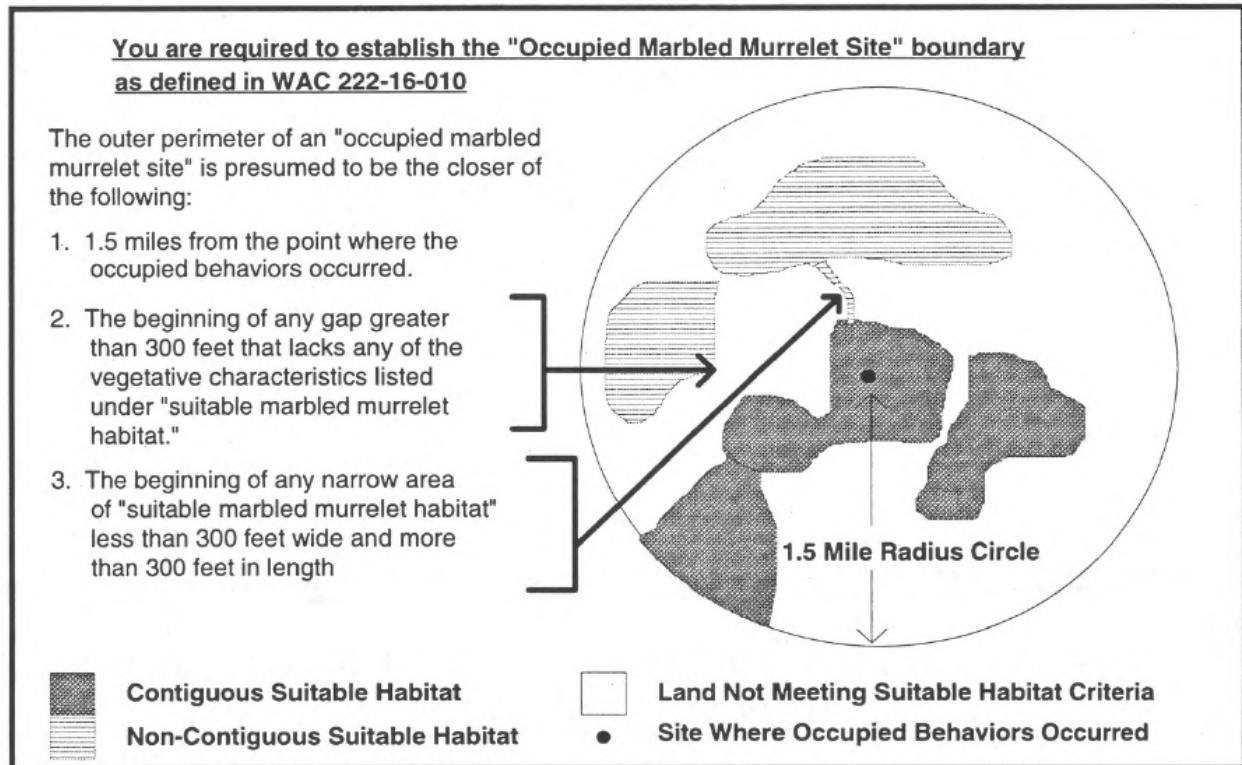 You are required to establish the "Occupied Marbled Murrelet Site" boundary
as defined in WAC 222-16-010
The outer perimeter of an "occupied marbled
murrelet site" is presumed to be the closer of
the following:
1. 1.5 miles from the point where the
occupied behaviors occurred.
2. The beginning of any gap greater
than 300 feet that lacks any of the
vegetative characteristics listed
under "suitable marbled murrelet
habitat."
3. The beginning of any narrow area
of "suitable marbled murrelet habitat"
less than 300 feet wide and more
than 300 feet in length
1.5 Mile Radius Circle
Contiguous Suitable Habitat
Non-Contiguous Suitable Habitat
Land Not Meeting Suitable Habitat Criteria
Site Where Occupied Behaviors Occurred